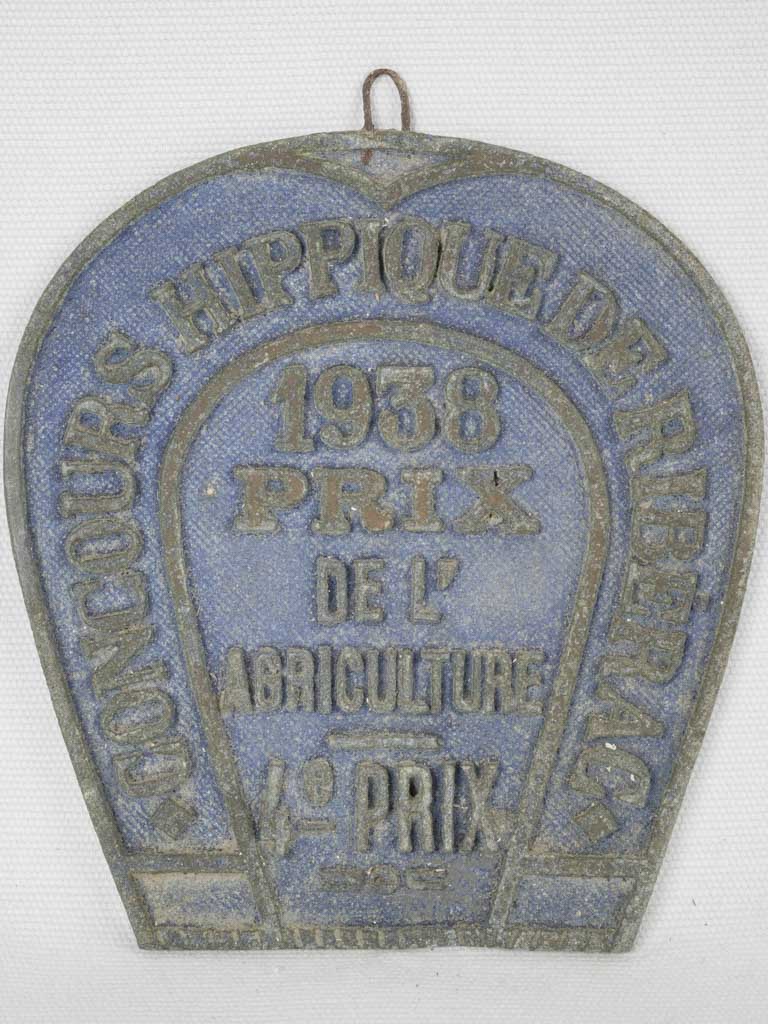 CONCOURS HIPPIQUE DE RIBÉRAC
1938
PRIX
DE L'
AGRICULTURE
4e PRIX